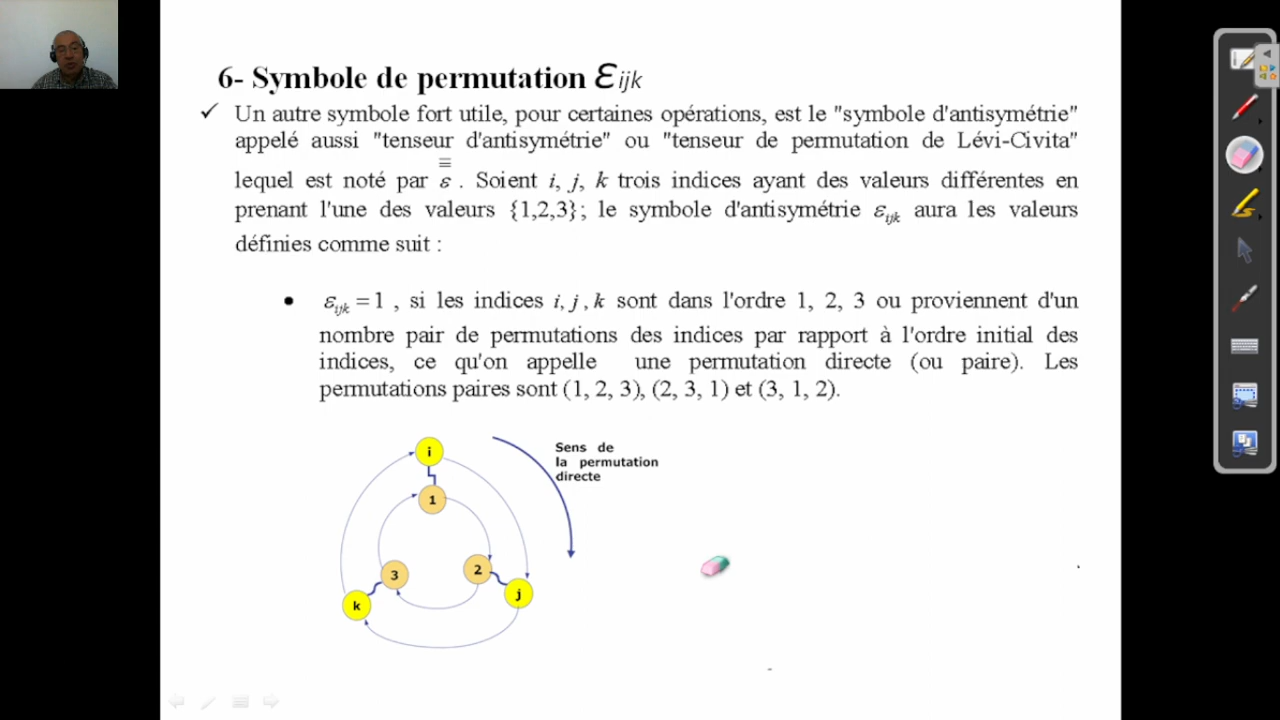 6- Symbole de permutation εijk
✓ Un autre symbole fort utile, pour certaines opérations, est le "symbole d'antisymétrie"
appelé aussi "tenseur d'antisymétrie" ou "tenseur de permutation de Lévi-Civita"
lequel est noté par ε. Soient i, j, k trois indices ayant des valeurs différentes en
prenant l'une des valeurs {1,2,3}; le symbole d'antisymétrie εijk aura les valeurs
définies comme suit :
• εijk = 1 , si les indices i, j, k sont dans l'ordre 1, 2, 3 ou proviennent d'un
nombre pair de permutations des indices par rapport à l'ordre initial des
indices, ce qu'on appelle une permutation directe (ou paire). Les
permutations paires sont (1, 2, 3), (2, 3, 1) et (3, 1, 2).
Sens de
la permutation
directe
i
1
3
2
k
j